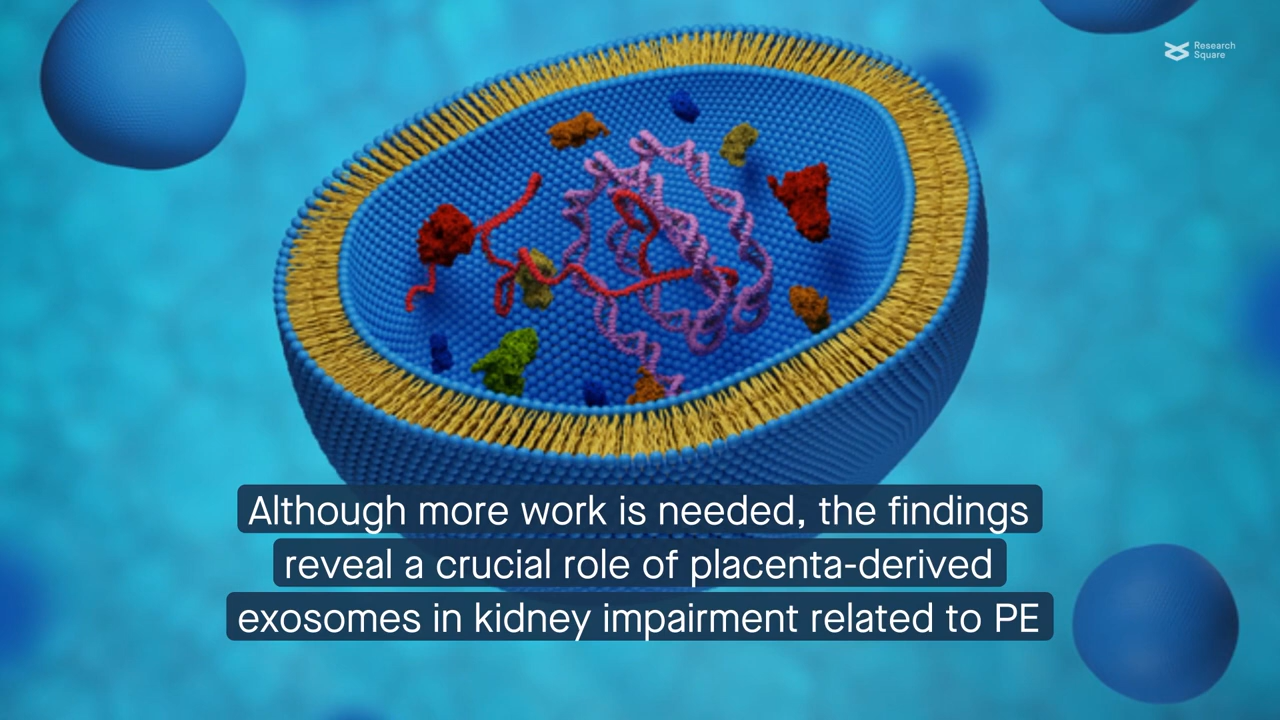 Research
Square
Although more work is needed, the findings
reveal a crucial role of placenta-derived
exosomes in kidney impairment related to PE